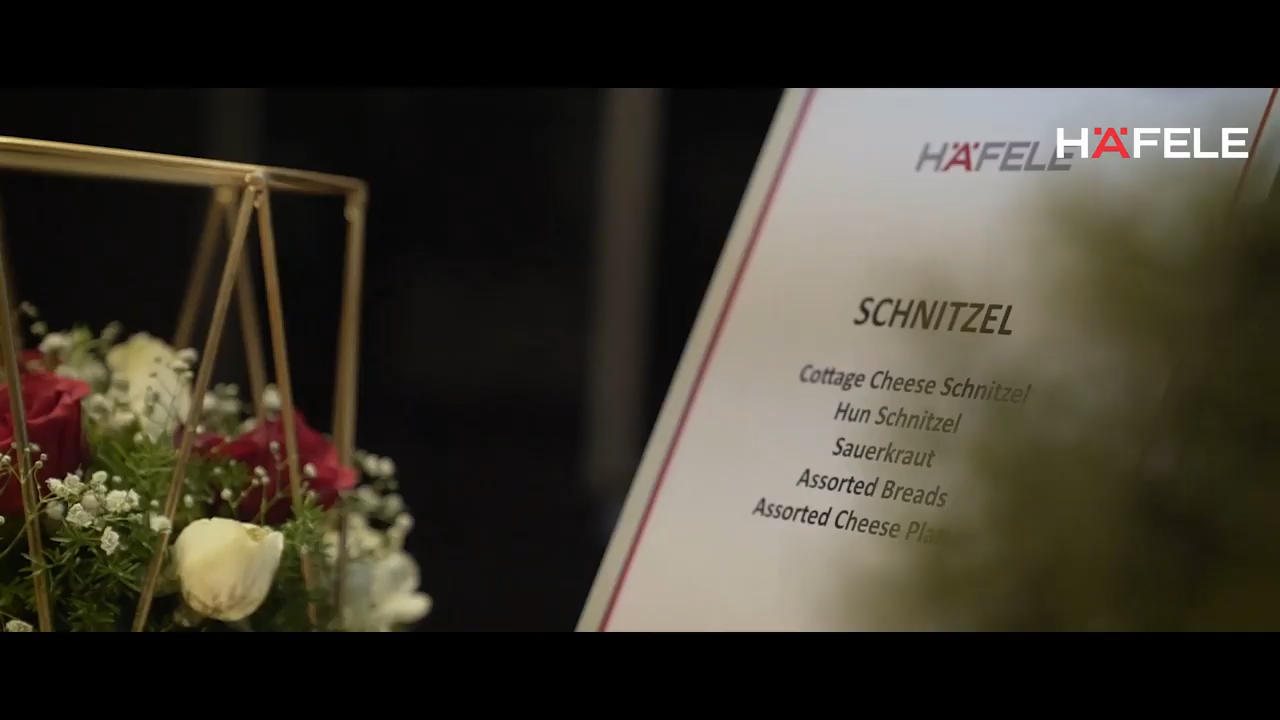 HÄFELE
HÄFELE
SCHNITZEL
Cottage Cheese Schnitzel
Hun Schnitzel
Sauerkraut
Assorted Breads
Assorted Cheese